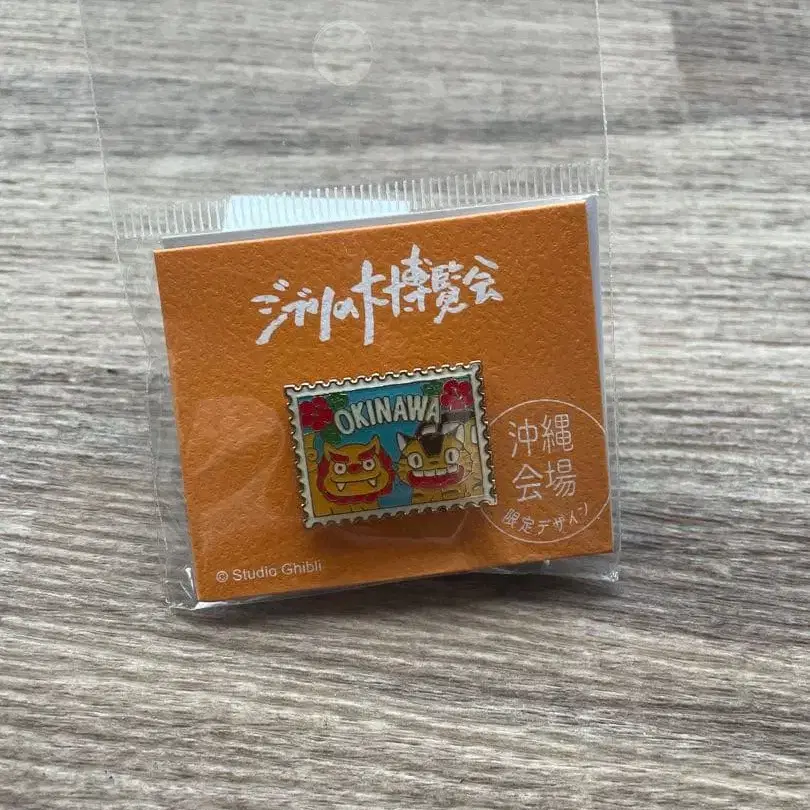 ジブリの大博覧会
OKINAWA
沖縄
会場
限定デザイン
© Studio Ghibli